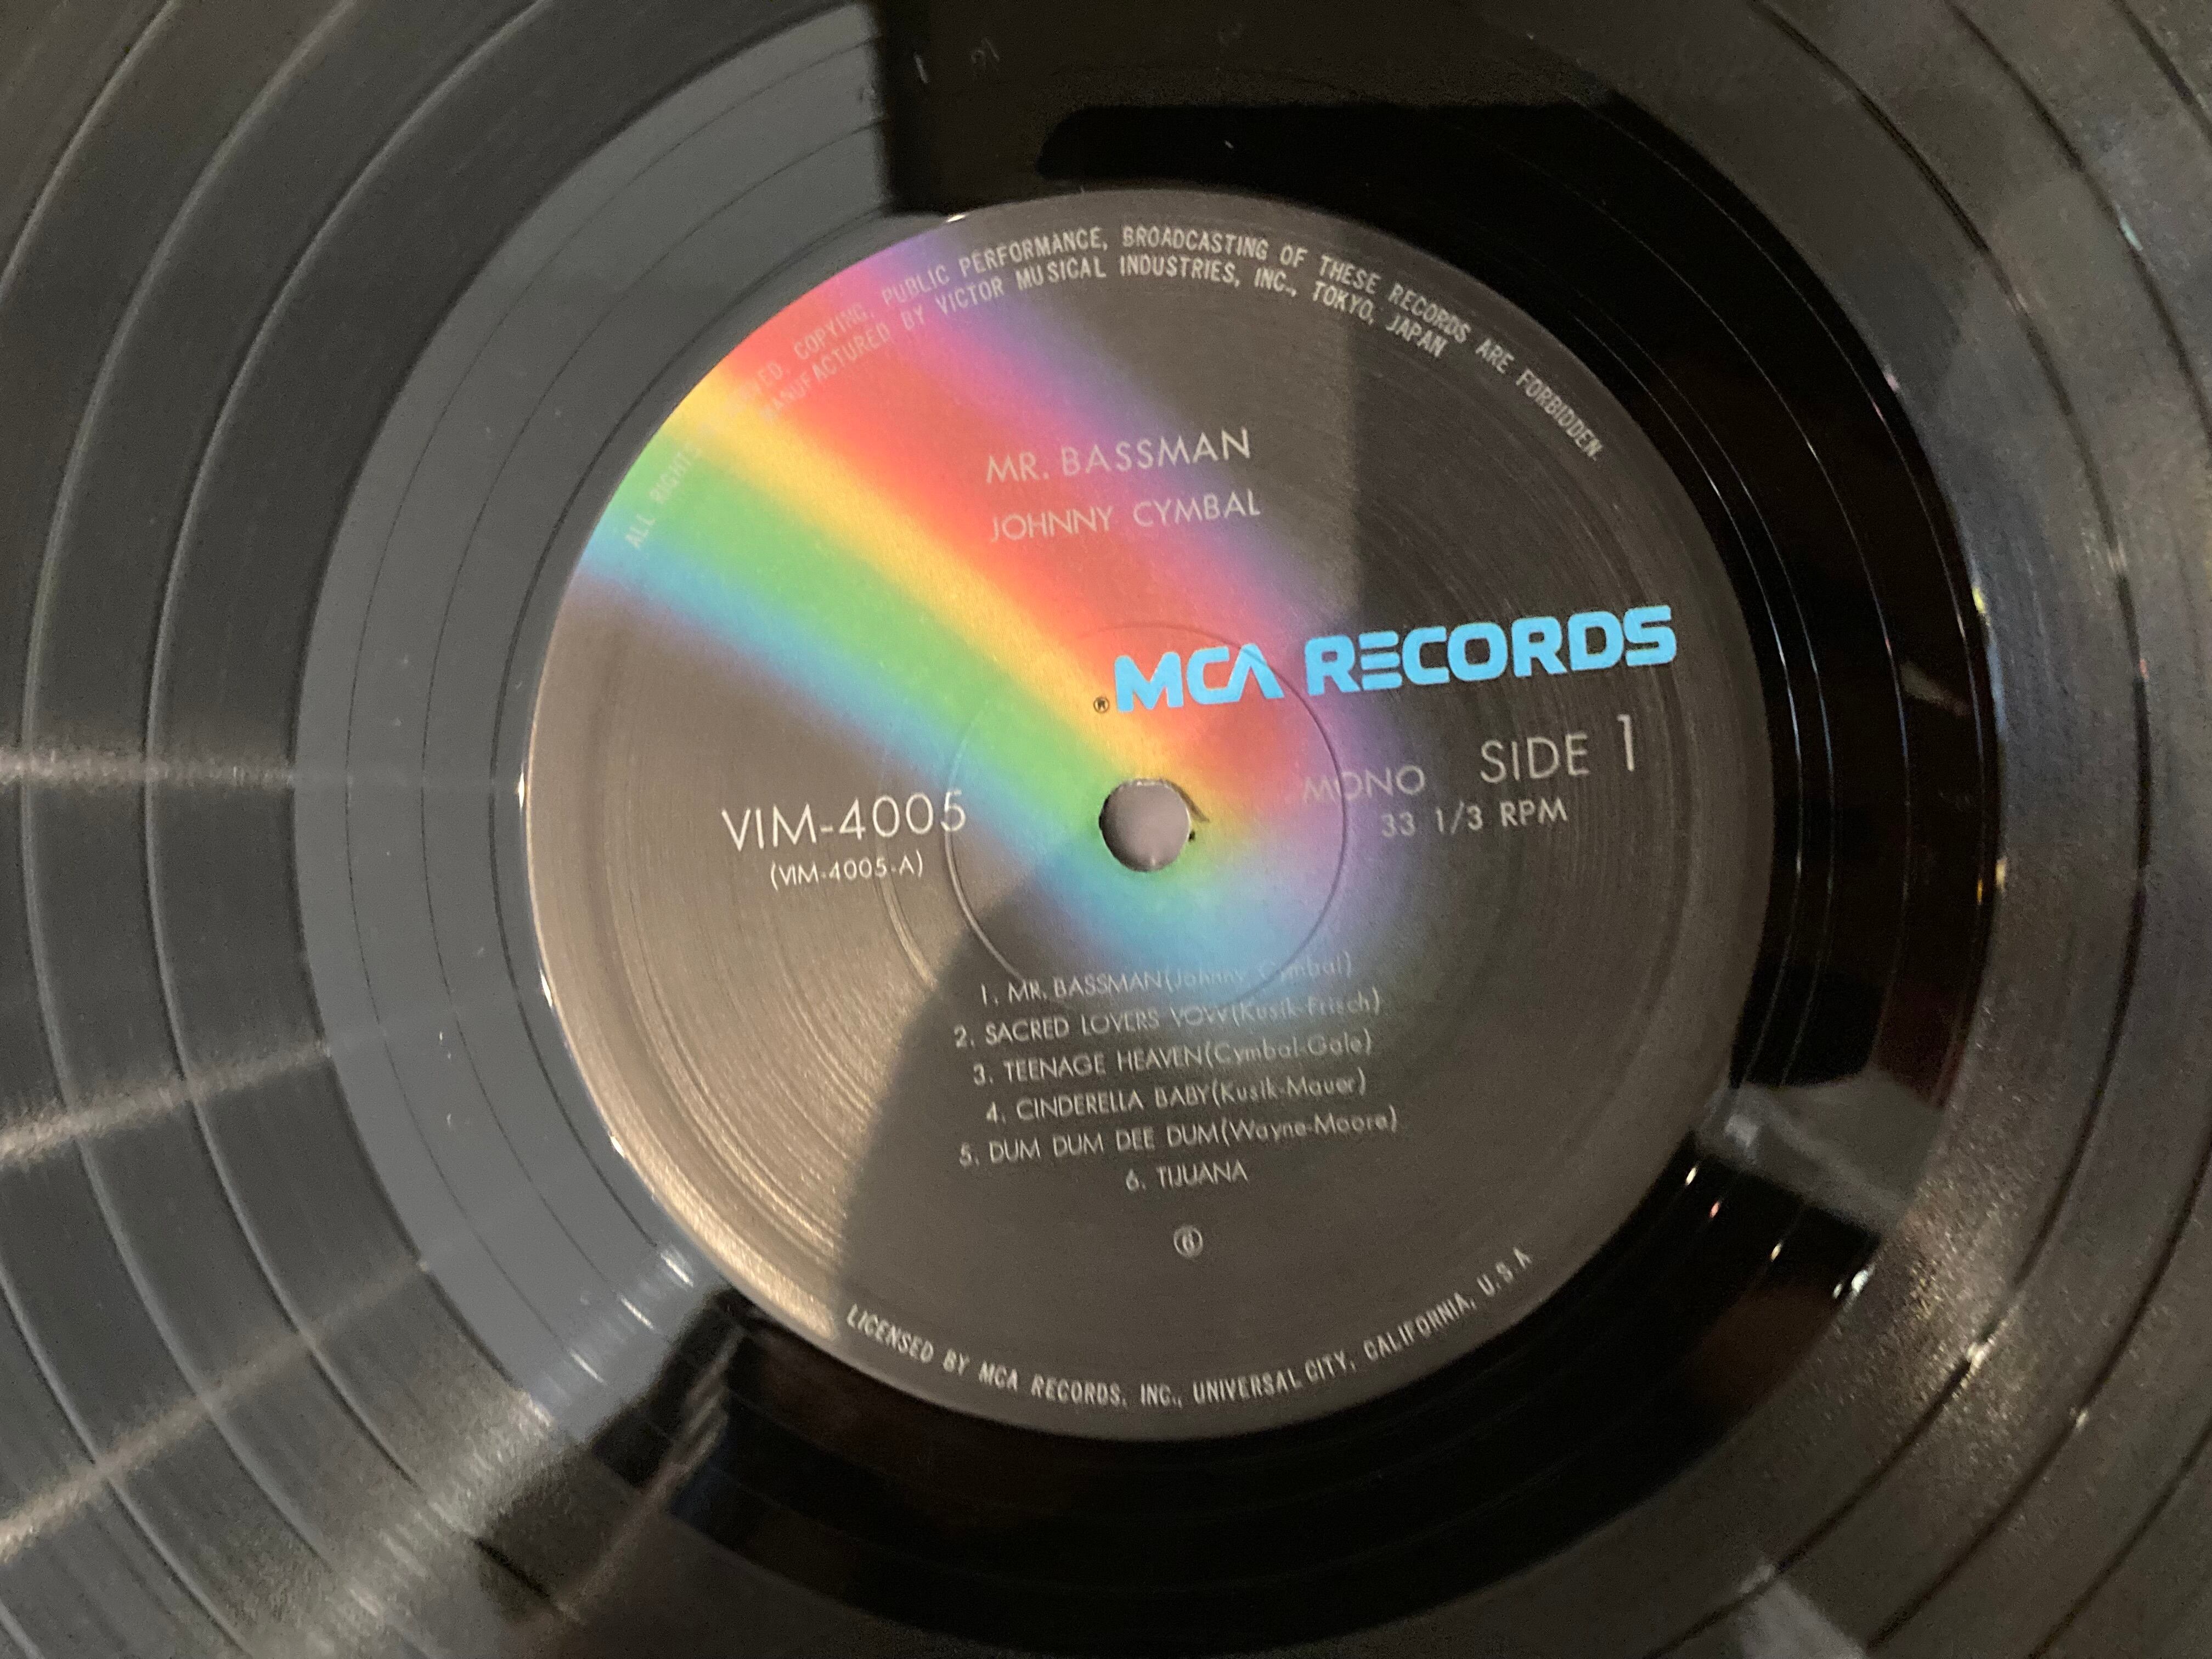 ALL RIGHTS RESERVED. COPYING, PUBLIC PERFORMANCE, BROADCASTING OF THESE RECORDS ARE FORBIDDEN.
MANUFACTURED BY VICTOR MUSICAL INDUSTRIES, INC., TOKYO, JAPAN
MR. BASSMAN
JOHNNY CYMBAL
® MCA RECORDS
MONO SIDE 1
33 1/3 RPM
VIM-4005
(VIM-4005-A)
1. MR. BASSMAN(Johnny Cymbal)
2. SACRED LOVERS VOW(Kusik-Frisch)
3. TEENAGE HEAVEN(Cymbal-Gale)
4. CINDERELLA BABY(Kusik-Mauer)
5. DUM DUM DEE DUM(Wayne-Moore)
6. TIJUANA
LICENSED BY MCA RECORDS, INC., UNIVERSAL CITY, CALIFORNIA, U.S.A